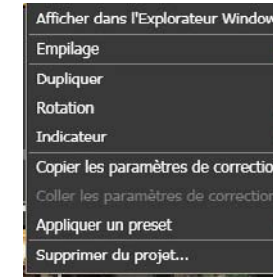 Afficher dans l'Explorateur Window
Empilage
Dupliquer
Rotation
Indicateur
Copier les paramètres de correctio
Coller les paramètres de correction
Appliquer un preset
Supprimer du projet...